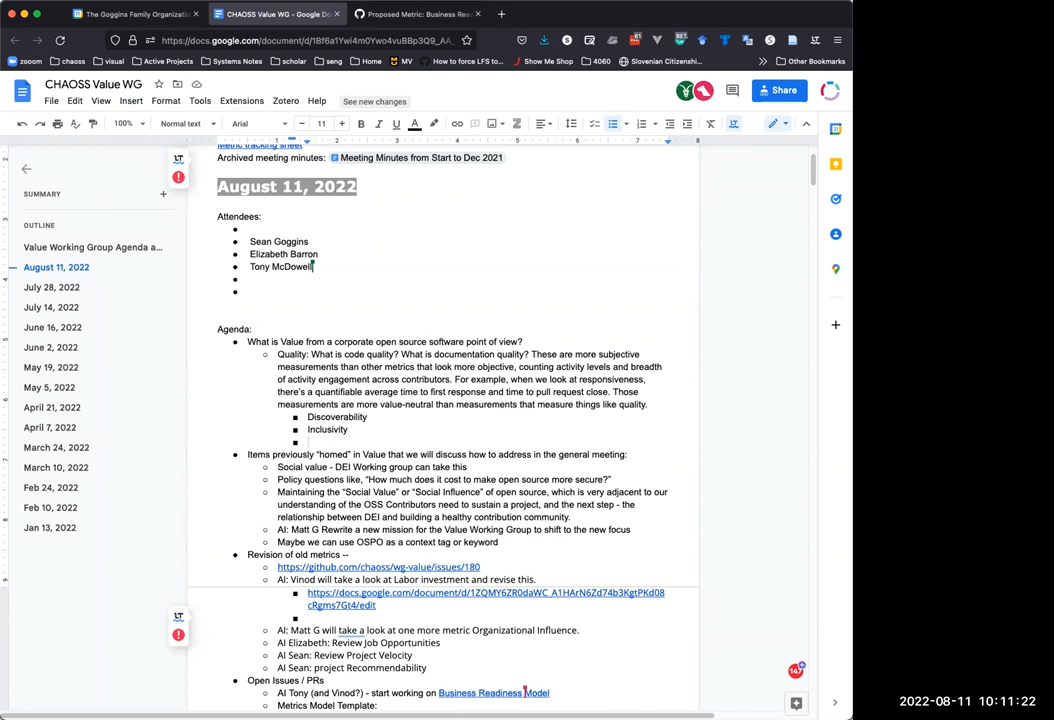 The Goggins Family Organizatio
CHAOSS Value WG - Google Do
Proposed Metric: Business Rea
https://docs.google.com/document/d/1Bf6a1Ywi4m0Ywo4vuBBp3Q9_AA_
zooom
chaoss
visual
Active Projects
Systems Notes
scholar
seng
Home
MV
How to force LFS to...
Show Me Shop
4060
Slovenian Citizenshi...
Other Bookmarks
CHAOSS Value WG
File Edit View Insert Format Tools Extensions Zotero Help
See new changes
Share
100%
Normal text
Arial
11
SUMMARY
OUTLINE
Value Working Group Agenda a...
August 11, 2022
July 28, 2022
July 14, 2022
June 16, 2022
June 2, 2022
May 19, 2022
May 5, 2022
April 21, 2022
April 7, 2022
March 24, 2022
March 10, 2022
Feb 24, 2022
Feb 10, 2022
Jan 13, 2022
Metric tracking sheet
Archived meeting minutes: Meeting Minutes from Start to Dec 2021
August 11, 2022
Attendees:
Sean Goggins
Elizabeth Barron
Tony McDowell
Agenda:
What is Value from a corporate open source software point of view?
Quality: What is code quality? What is documentation quality? These are more subjective
measurements than other metrics that look more objective, counting activity levels and breadth
of activity engagement across contributors. For example, when we look at responsiveness,
there's a quantifiable average time to first response and time to pull request close. Those
measurements are more value-neutral than measurements that measure things like quality.
Discoverability
Inclusivity
Items previously “homed” in Value that we will discuss how to address in the general meeting:
Social value - DEI Working group can take this
Policy questions like, “How much does it cost to make open source more secure?”
Maintaining the “Social Value” or “Social Influence” of open source, which is very adjacent to our
understanding of the OSS Contributors need to sustain a project, and the next step - the
relationship between DEI and building a healthy contribution community.
AI: Matt G Rewrite a new mission for the Value Working Group to shift to the new focus
Maybe we can use OSPO as a context tag or keyword
Revision of old metrics --
https://github.com/chaoss/wg-value/issues/180
AI: Vinod will take a look at Labor investment and revise this.
https://docs.google.com/document/d/1ZQMY6ZR0daWC_A1HArN6Zd74b3KgtPKd08
cRgms7Gt4/edit
AI: Matt G will take a look at one more metric Organizational Influence.
AI Elizabeth: Review Job Opportunities
AI Sean: Review Project Velocity
AI Sean: project Recommendability
Open Issues / PRs
AI Tony (and Vinod?) - start working on Business Readiness Model
Metrics Model Template:
2022-08-11 10:11:22